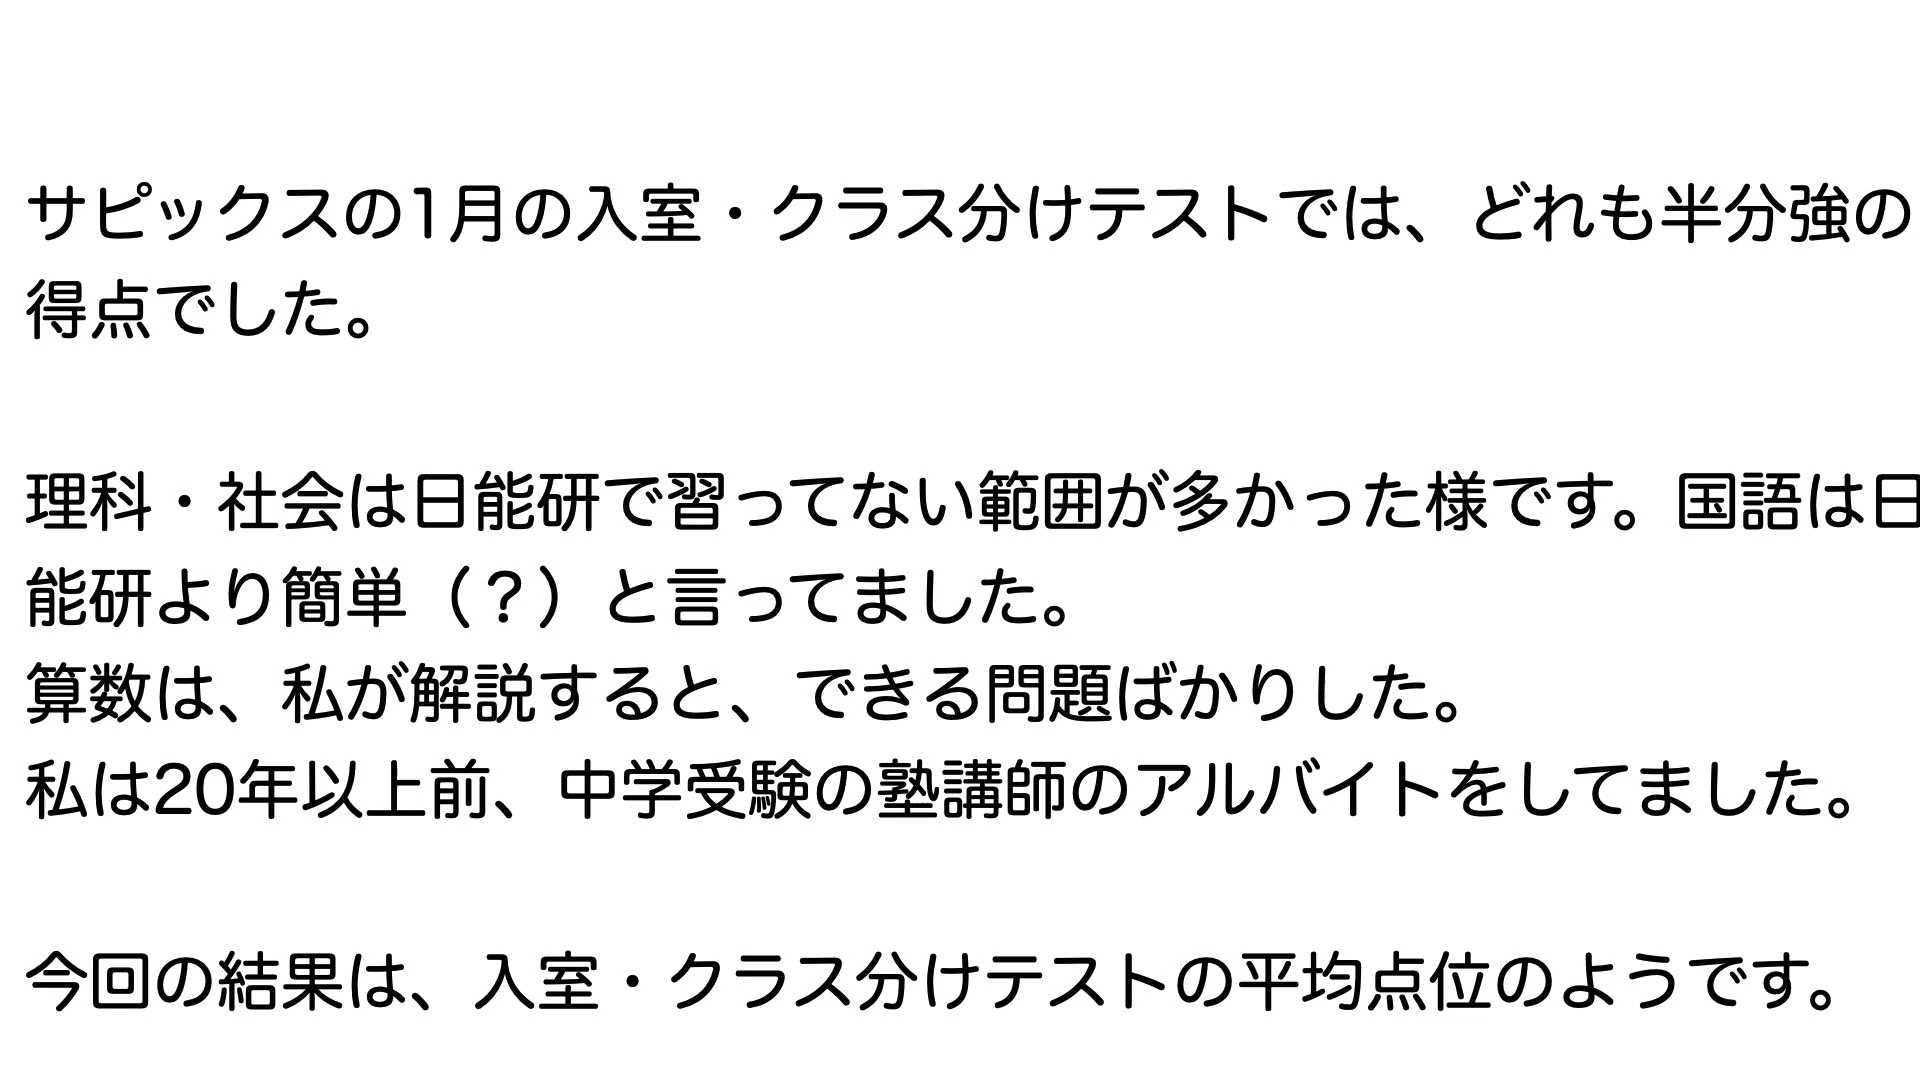 サピックスの1月の入室・クラス分けテストでは、どれも半分強の
得点でした。
理科・社会は日能研で習ってない範囲が多かった様です。国語は日
能研より簡単（？）と言ってました。
算数は、私が解説すると、できる問題ばかりした。
私は20年以上前、中学受験の塾講師のアルバイトをしてました。
今回の結果は、入室・クラス分けテストの平均点位のようです。